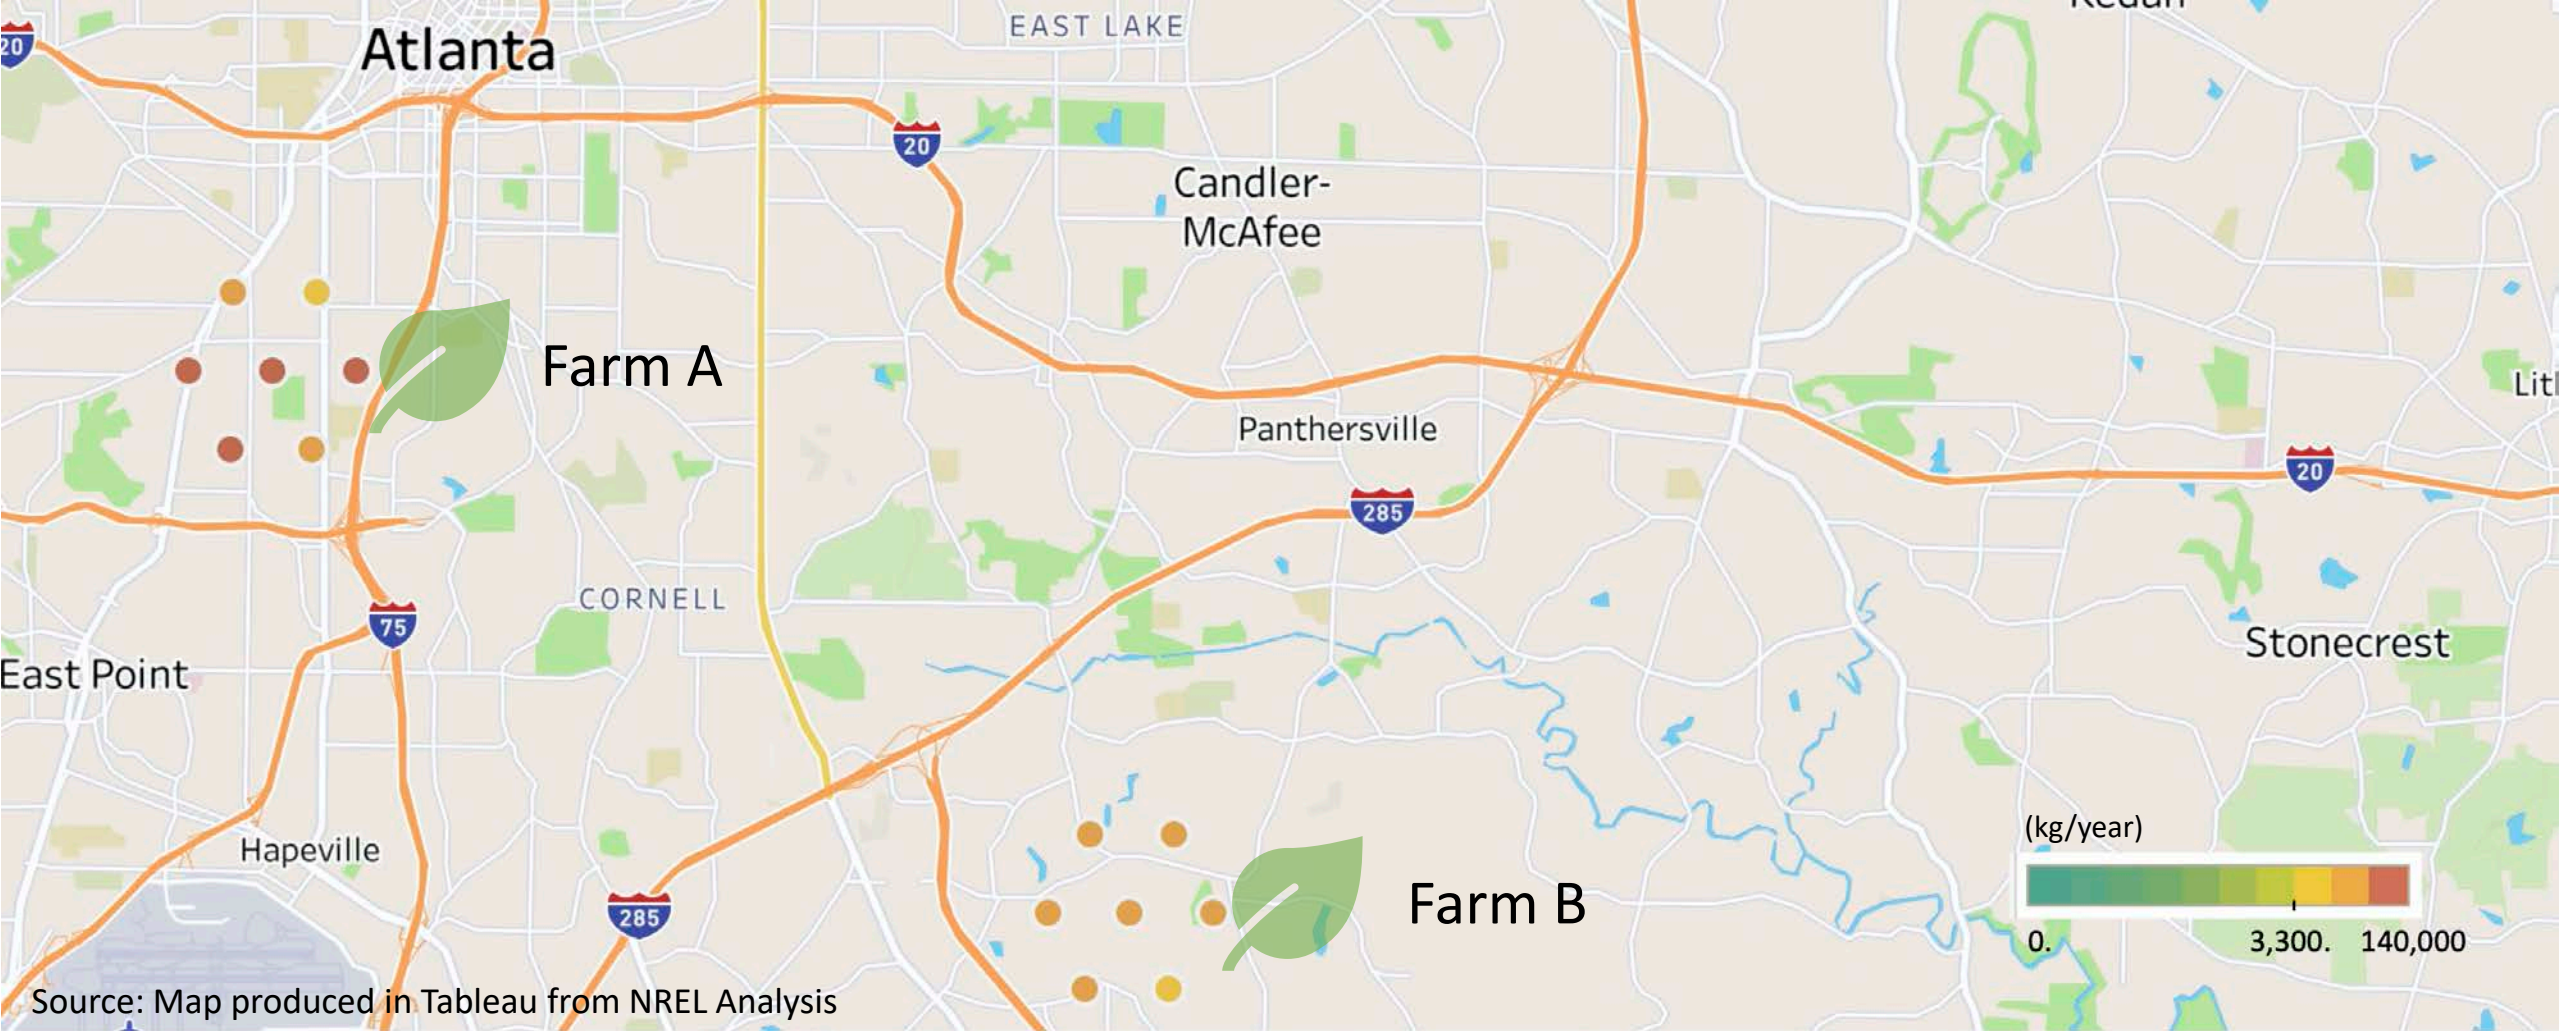 EAST LAKE
20
Atlanta
20
Candler-
McAfee
Farm A
Panthersville
20
285
CORNELL
75
East Point
Stonecrest
Hapeville
(kg/year)
Farm B
285
0.
3,300.
140,000
Source: Map produced in Tableau from NREL Analysis